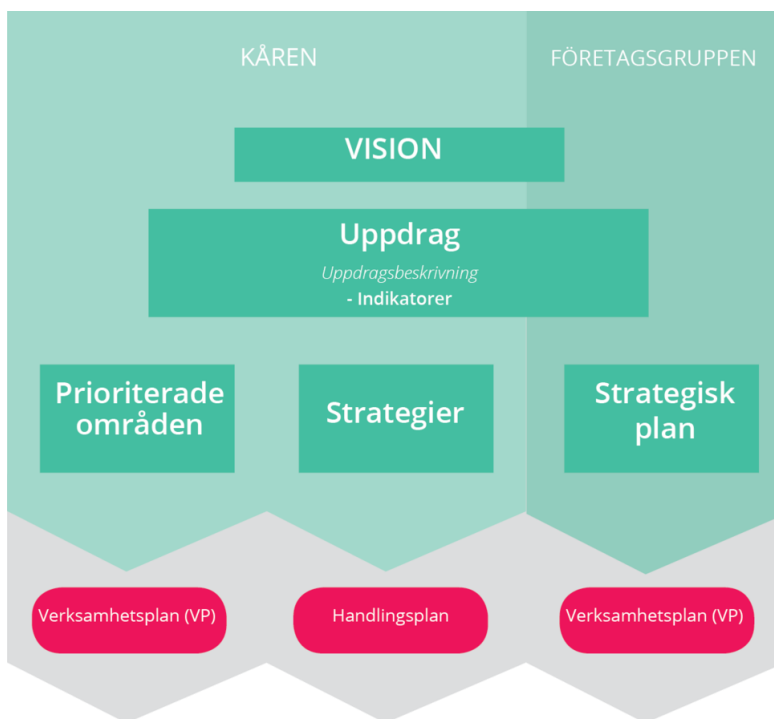 KÅREN
FÖRETAGSGRUPPEN
VISION
Uppdrag
Uppdragsbeskrivning
- Indikatorer
Prioriterade
områden
Strategier
Strategisk
plan
Verksamhetsplan (VP)
Handlingsplan
Verksamhetsplan (VP)